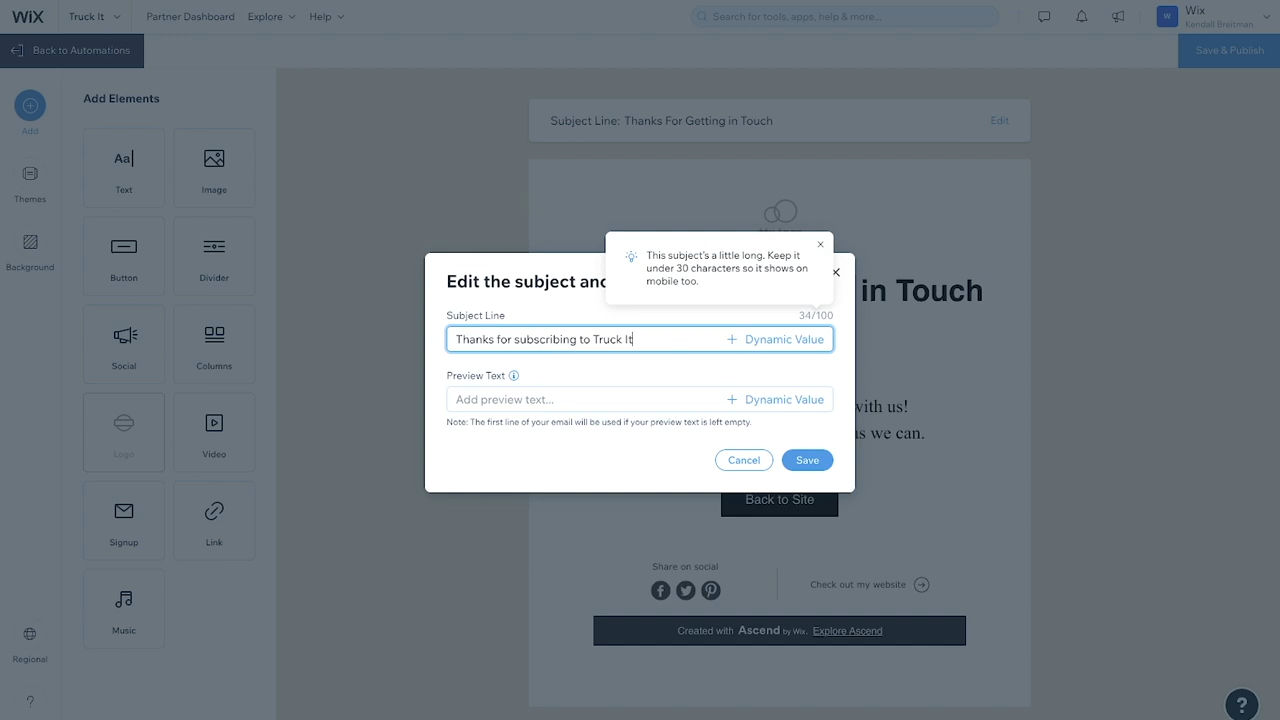 WiX
Truck It
Partner Dashboard
Explore
Help
Search for tools, apps, help & more...
W
Wix
Kendall Breitman
Back to Automations
Save & Publish
Add
Themes
Background
Regional
?
Add Elements
Aa
Text
Image
Button
Divider
Social
Columns
Logo
Video
Signup
Link
Music
Subject Line: Thanks For Getting in Touch
Edit
in Touch
This subject's a little long. Keep it
under 30 characters so it shows on
mobile too.
Edit the subject and
Subject Line
34/100
Thanks for subscribing to Truck It
+ Dynamic Value
Preview Text
Add preview text...
+ Dynamic Value
Note: The first line of your email will be used if your preview text is left empty.
Cancel
Save
with us!
as we can.
Back to Site
Share on social
Check out my website
Created with Ascend by Wix. Explore Ascend
?